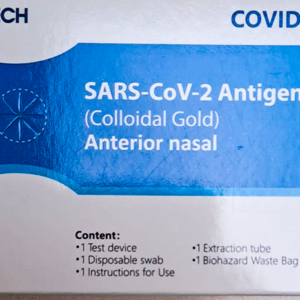 ECH
COVID
SARS-CoV-2 Antigen
(Colloidal Gold)
Anterior nasal
Content:
•1 Test device
•1 Disposable swab
•1 Instructions for Use
•1 Extraction tube
•1 Biohazard Waste Bag